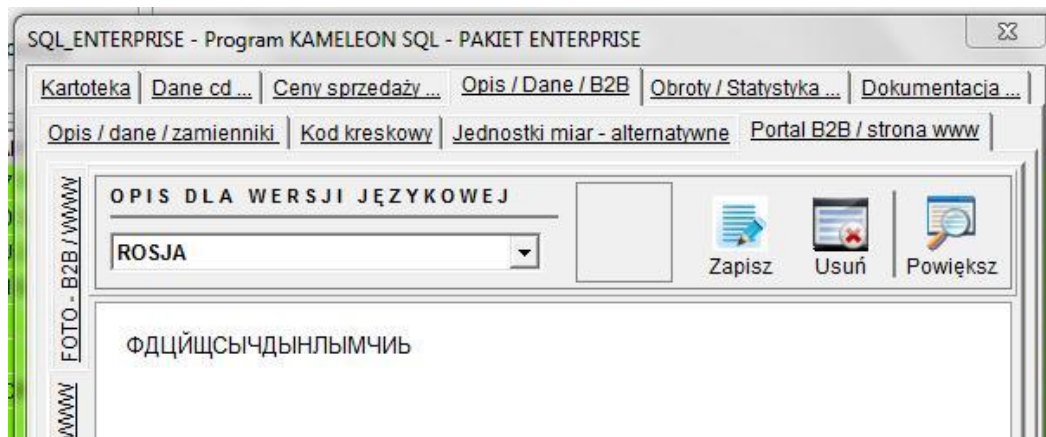 SQL_ENTERPRISE - Program KAMELEON SQL - PAKIET ENTERPRISE
Kartoteka Dane cd ... Ceny sprzedaży ... Opis / Dane / B2B Obroty / Statystyka ... Dokumentacja ...
Opis / dane / zamienniki Kod kreskowy Jednostki miar - alternatywne Portal B2B / strona www
FOTO - B2B / WWW
OPIS DLA WERSJI JĘZYKOWEJ
ROSJA
Zapisz Usuń Powiększ
ФДЦЙЩСЫЧДЫНЛЫМЧИЬ